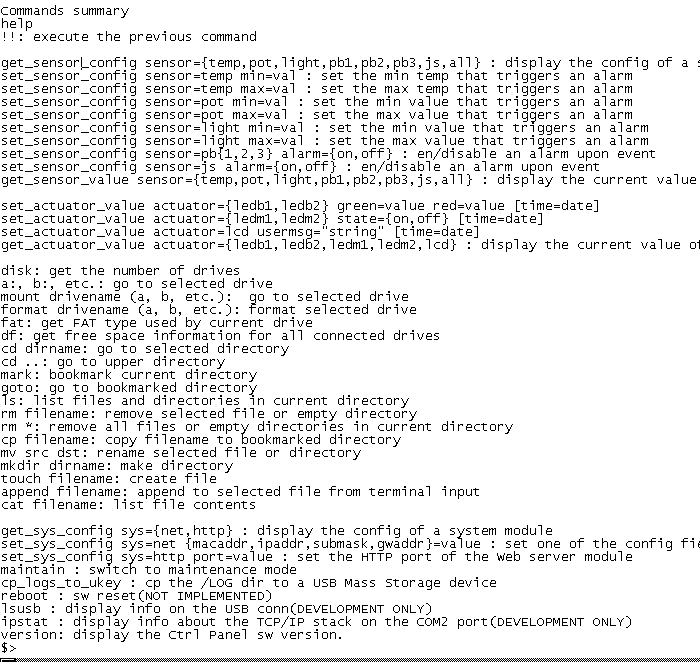 Commands summary
help
!!: execute the previous command
get_sensor_config sensor={temp,pot,light,pb1,pb2,pb3,js,all} : display the config of a s
set_sensor_config sensor=temp min=val : set the min temp that triggers an alarm
set_sensor_config sensor=temp max=val : set the max temp that triggers an alarm
set_sensor_config sensor=pot min=val : set the min value that triggers an alarm
set_sensor_config sensor=pot max=val : set the max value that triggers an alarm
set_sensor_config sensor=light min=val : set the min value that triggers an alarm
set_sensor_config sensor=light max=val : set the max value that triggers an alarm
set_sensor_config sensor=pb{1,2,3} alarm={on,off} : en/disable an alarm upon event
set_sensor_config sensor=js alarm={on,off} : en/disable an alarm upon event
get_sensor_value sensor={temp,pot,light,pb1,pb2,pb3,js,all} : display the current value
set_actuator_value actuator={ledb1,ledb2} green=value red=value [time=date]
set_actuator_value actuator={ledm1,ledm2} state={on,off} [time=date]
set_actuator_value actuator=lcd usermsg="string" [time=date]
get_actuator_value actuator={ledb1,ledb2,ledm1,ledm2,lcd} : display the current value of
disk: get the number of drives
a:, b:, etc.: go to selected drive
mount drivename (a, b, etc.):  go to selected drive
format drivename (a, b, etc.): format selected drive
fat: get FAT type used by current drive
df: get free space information for all connected drives
cd dirname: go to selected directory
cd ..: go to upper directory
mark: bookmark current directory
goto: go to bookmarked directory
ls: list files and directories in current directory
rm filename: remove selected file or empty directory
rm *: remove all files or empty directories in current directory
cp filename: copy filename to bookmarked directory
mv src dst: rename selected file or directory
mkdir dirname: make directory
touch filename: create file
append filename: append to selected file from terminal input
cat filename: list file contents
get_sys_config sys={net,http} : display the config of a system module
set_sys_config sys=net {macaddr,ipaddr,submask,gwaddr}=value : set one of the config fie
set_sys_config sys=http port=value : set the HTTP port of the Web server module
maintain : switch to maintenance mode
cp_logs_to_ukey : cp the /LOG dir to a USB Mass Storage device
reboot : sw reset(NOT IMPLEMENTED)
lsusb : display info on the USB conn(DEVELOPMENT ONLY)
ipstat : display info about the TCP/IP stack on the COM2 port(DEVELOPMENT ONLY)
version: display the Ctrl Panel sw version.
$>